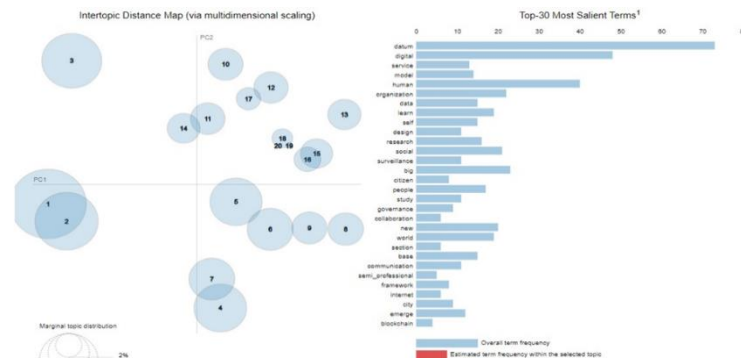 Intertopic Distance Map (via multidimensional scaling)
PC2
3
10
12
17
13
11
14
18
20 19
15
16
PC1
1
2
5
6
9
8
7
4
Marginal topic distribution
2%
Top-30 Most Salient Terms¹
0 10 20 30 40 50 60 70
datum
digital
service
model
human
organization
data
learn
self
design
research
social
surveillance
big
citizen
people
study
governance
collaboration
new
world
section
base
communication
semi_professional
framework
internet
city
emerge
blockchain
Overall term frequency
Estimated term frequency within the selected topic